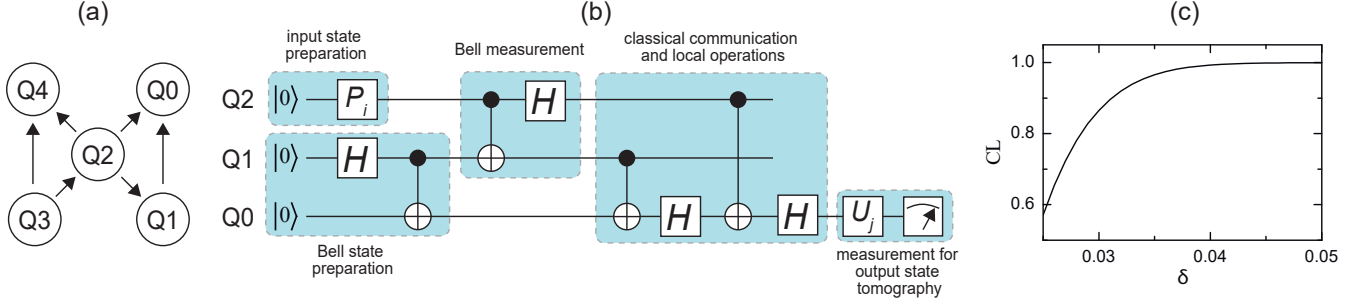 (a)
Q4
Q0
Q2
Q3
Q1
(b)
input state
preparation
Bell measurement
classical communication
and local operations
Q2
|0⟩
P_i
H
Q1
|0⟩
H
Q0
|0⟩
H
H
U_j
Bell state
preparation
measurement for
output state
tomography
(c)
CL
1.0
0.8
0.6
0.03
0.04
0.05
δ